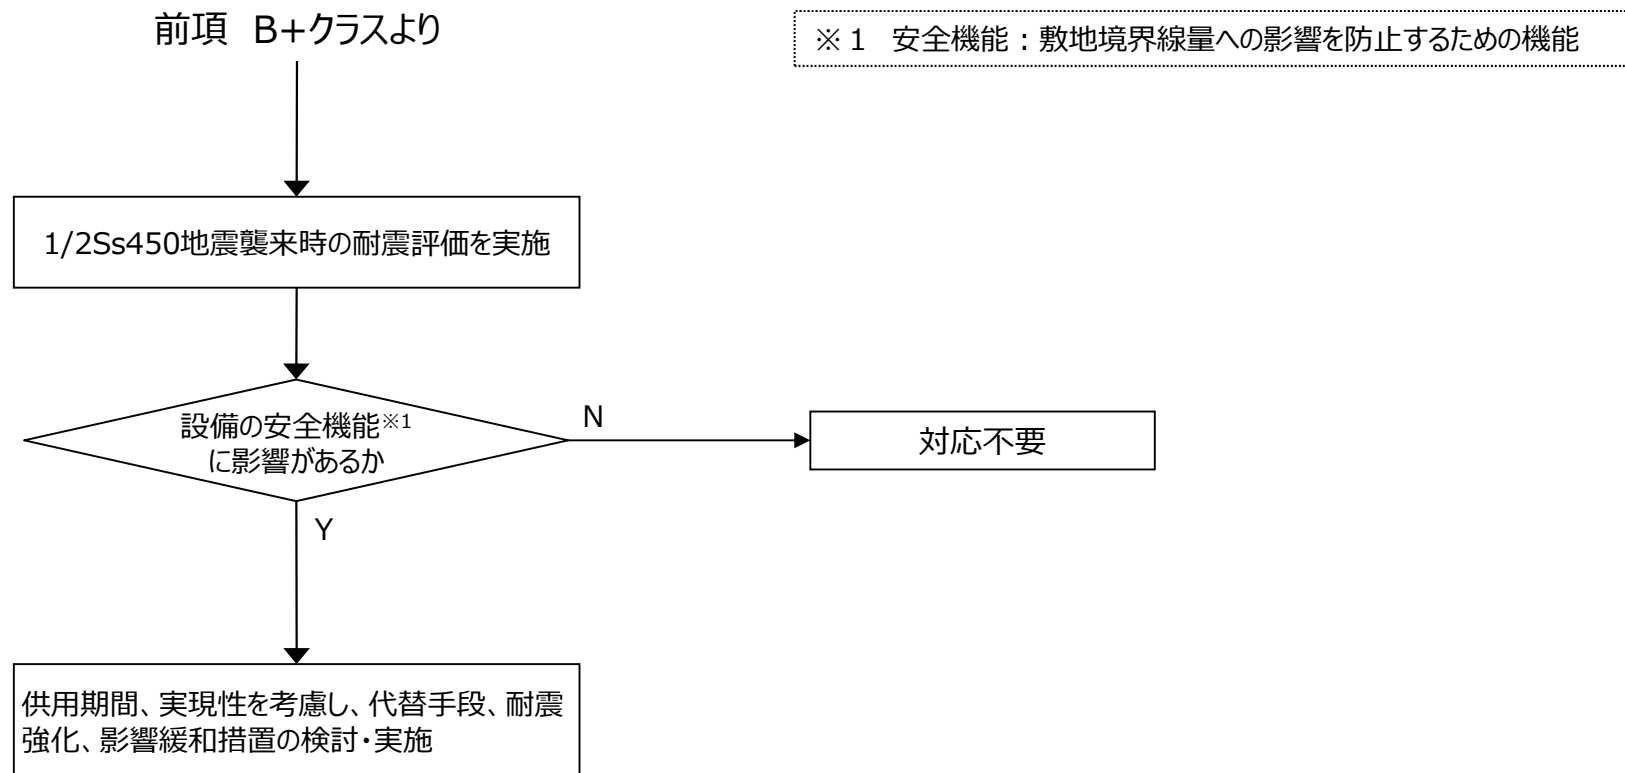 前項 B+クラスより
※1 安全機能：敷地境界線量への影響を防止するための機能
1/2Ss450地震襲来時の耐震評価を実施
設備の安全機能※1
に影響があるか
N
対応不要
Y
供用期間、実現性を考慮し、代替手段、耐震
強化、影響緩和措置の検討・実施